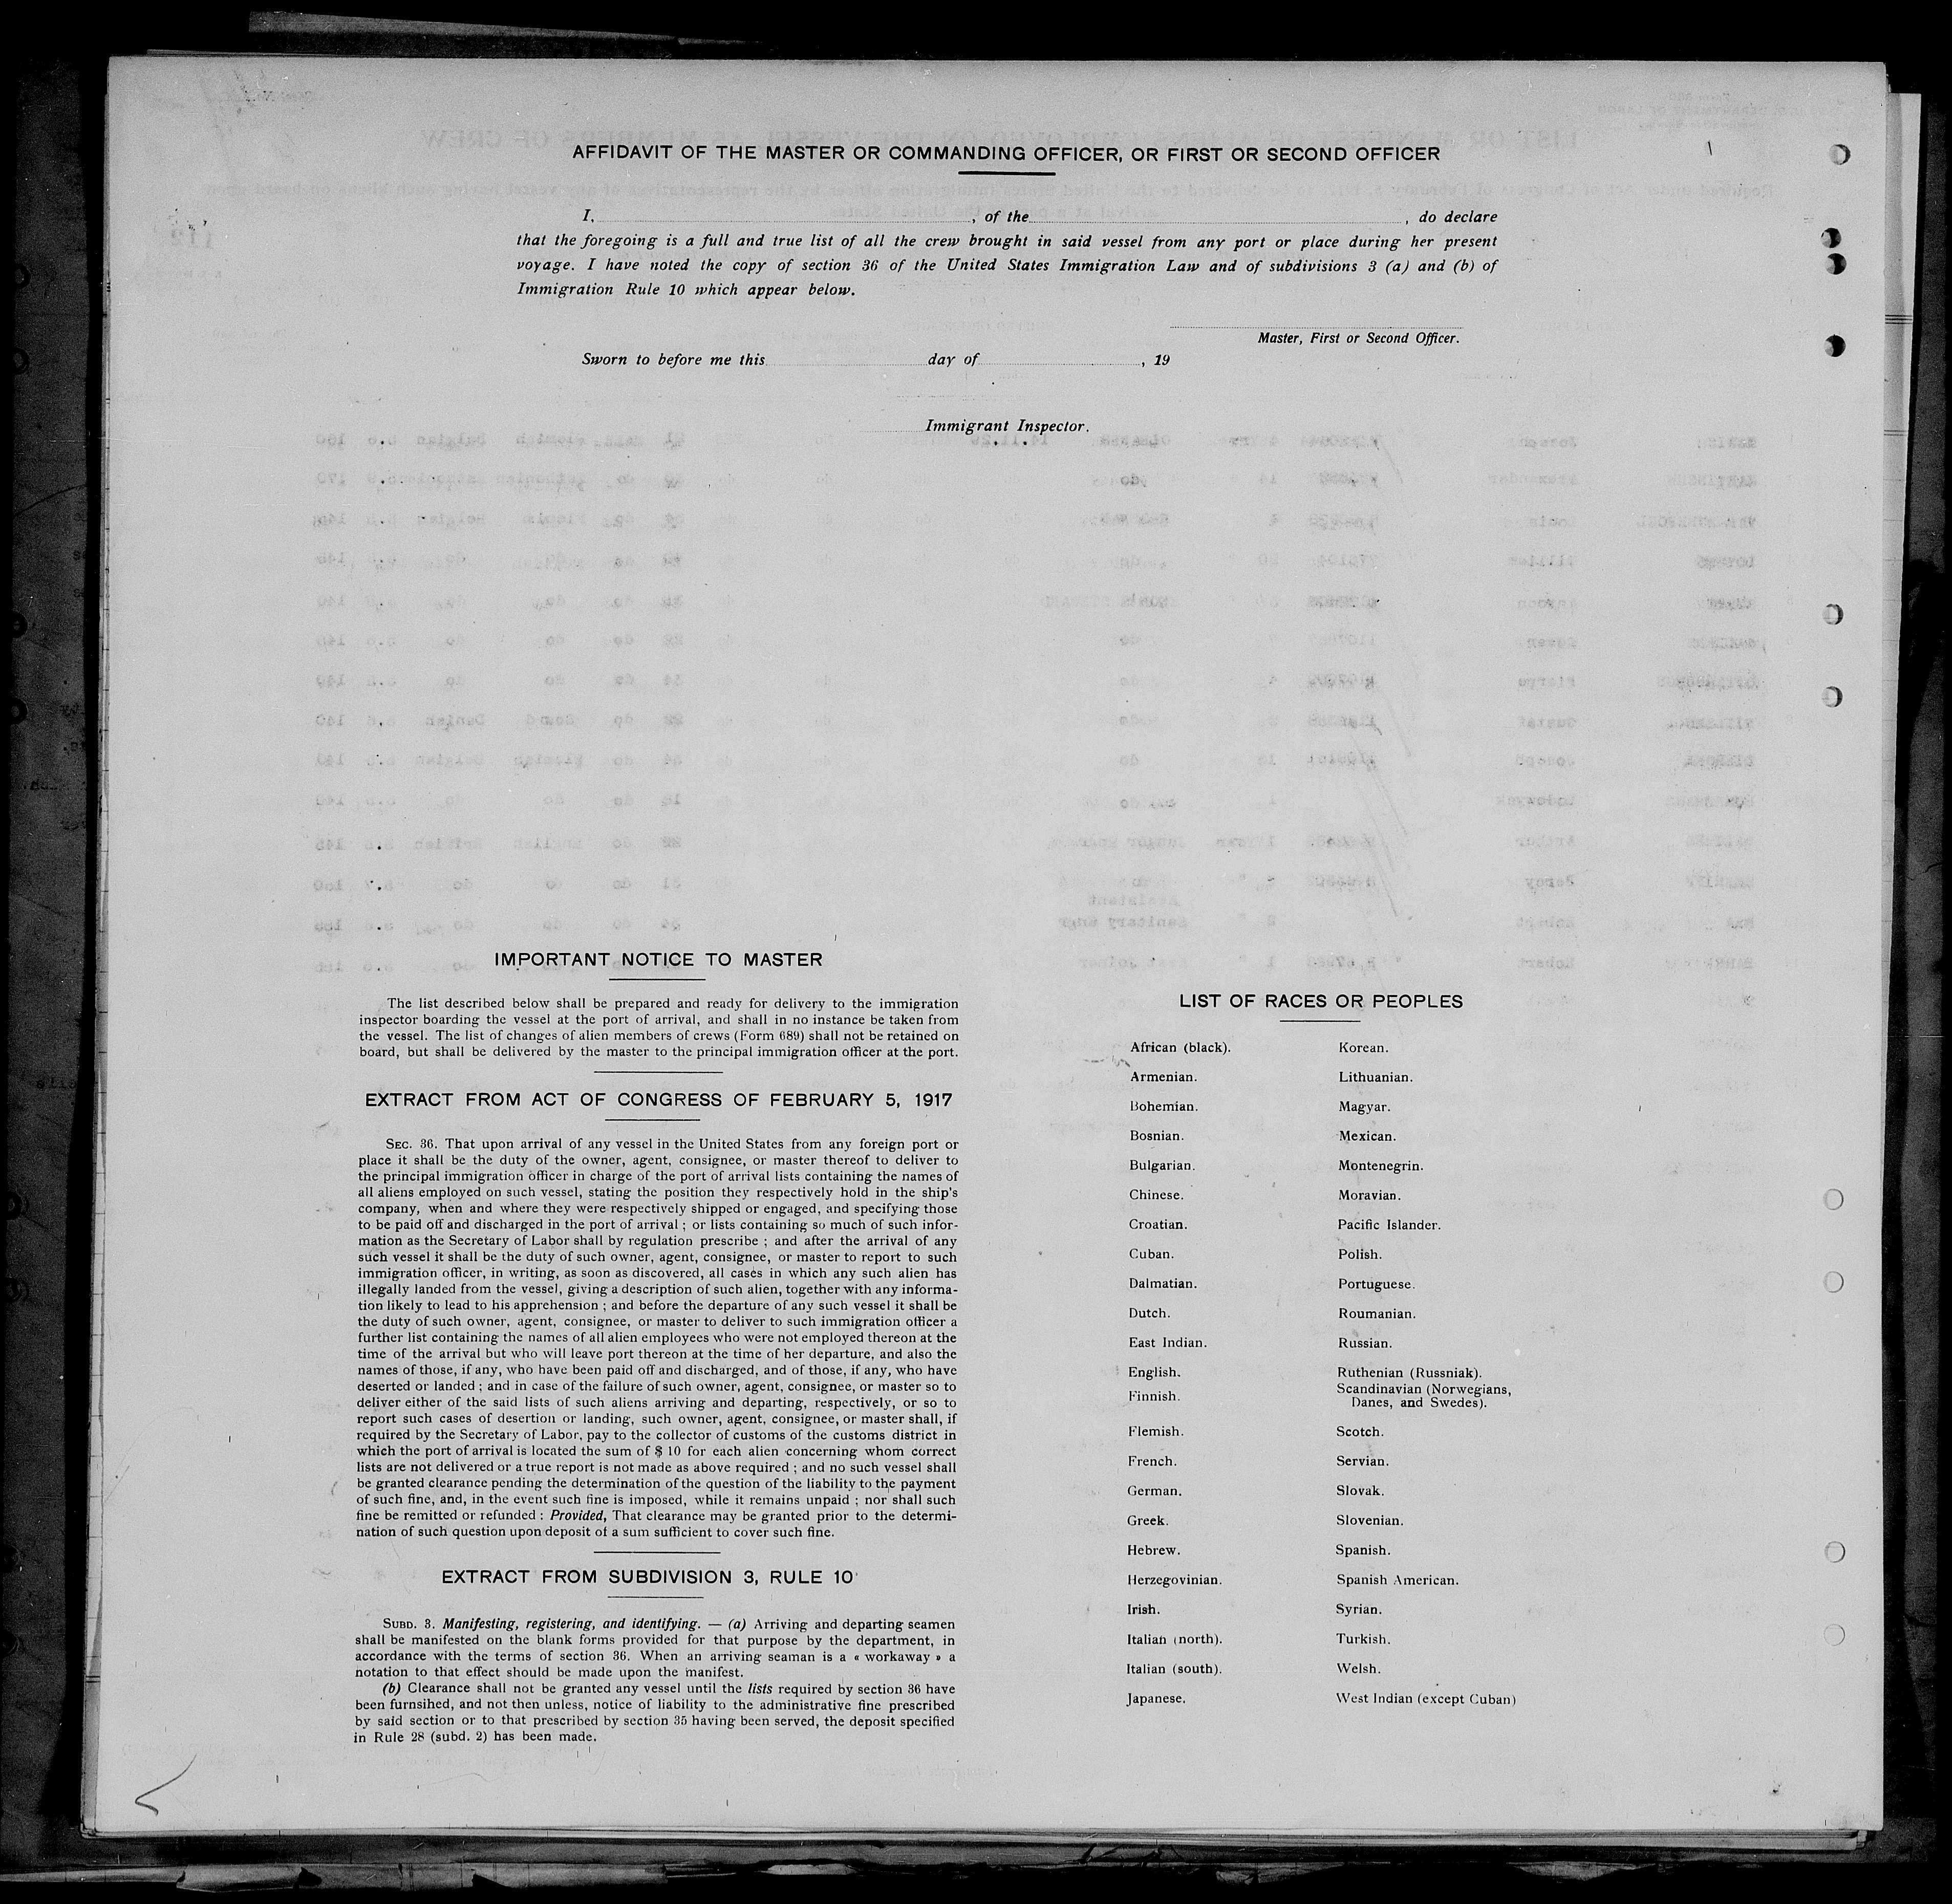 AFFIDAVIT OF THE MASTER OR COMMANDING OFFICER, OR FIRST OR SECOND OFFICER
I, , of the , do declare
that the foregoing is a full and true list of all the crew brought in said vessel from any port or place during her present
voyage. I have noted the copy of section 36 of the United States Immigration Law and of subdivisions 3 (a) and (b) of
Immigration Rule 10 which appear below.
Master, First or Second Officer.
Sworn to before me this day of , 19
Immigrant Inspector.
IMPORTANT NOTICE TO MASTER
The list described below shall be prepared and ready for delivery to the immigration
inspector boarding the vessel at the port of arrival, and shall in no instance be taken from
the vessel. The list of changes of alien members of crews (Form 689) shall not be retained on
board, but shall be delivered by the master to the principal immigration officer at the port.
EXTRACT FROM ACT OF CONGRESS OF FEBRUARY 5, 1917
SEC. 36. That upon arrival of any vessel in the United States from any foreign port or
place it shall be the duty of the owner, agent, consignee, or master thereof to deliver to
the principal immigration officer in charge of the port of arrival lists containing the names of
all aliens employed on such vessel, stating the position they respectively hold in the ship's
company, when and where they were respectively shipped or engaged, and specifying those
to be paid off and discharged in the port of arrival ; or lists containing so much of such infor-
mation as the Secretary of Labor shall by regulation prescribe ; and after the arrival of any
such vessel it shall be the duty of such owner, agent, consignee, or master to report to such
immigration officer, in writing, as soon as discovered, all cases in which any such alien has
illegally landed from the vessel, giving a description of such alien, together with any informa-
tion likely to lead to his apprehension ; and before the departure of any such vessel it shall be
the duty of such owner, agent, consignee, or master to deliver to such immigration officer a
further list containing the names of all alien employees who were not employed thereon at the
time of the arrival but who will leave port thereon at the time of her departure, and also the
names of those, if any, who have been paid off and discharged, and of those, if any, who have
deserted or landed ; and in case of the failure of such owner, agent, consignee, or master so to
deliver either of the said lists of such aliens arriving and departing, respectively, or so to
report such cases of desertion or landing, such owner, agent, consignee, or master shall, if
required by the Secretary of Labor, pay to the collector of customs of the customs district in
which the port of arrival is located the sum of $ 10 for each alien concerning whom correct
lists are not delivered or a true report is not made as above required ; and no such vessel shall
be granted clearance pending the determination of the question of the liability to the payment
of such fine, and, in the event such fine is imposed, while it remains unpaid ; nor shall such
fine be remitted or refunded : Provided, That clearance may be granted prior to the determi-
nation of such question upon deposit of a sum sufficient to cover such fine.
EXTRACT FROM SUBDIVISION 3, RULE 10
SUBD. 3. Manifesting, registering, and identifying. — (a) Arriving and departing seamen
shall be manifested on the blank forms provided for that purpose by the department, in
accordance with the terms of section 36. When an arriving seaman is a « workaway » a
notation to that effect should be made upon the manifest.
(b) Clearance shall not be granted any vessel until the lists required by section 36 have
been furnsihed, and not then unless, notice of liability to the administrative fine prescribed
by said section or to that prescribed by section 35 having been served, the deposit specified
in Rule 28 (subd. 2) has been made.
LIST OF RACES OR PEOPLES
African (black). Korean.
Armenian. Lithuanian.
Bohemian. Magyar.
Bosnian. Mexican.
Bulgarian. Montenegrin.
Chinese. Moravian.
Croatian. Pacific Islander.
Cuban. Polish.
Dalmatian. Portuguese.
Dutch. Roumanian.
East Indian. Russian.
English. Ruthenian (Russniak).
Finnish. Scandinavian (Norwegians,
Danes, and Swedes).
Flemish. Scotch.
French. Servian.
German. Slovak.
Greek. Slovenian.
Hebrew. Spanish.
Herzegovinian. Spanish American.
Irish. Syrian.
Italian (north). Turkish.
Italian (south). Welsh.
Japanese. West Indian (except Cuban)